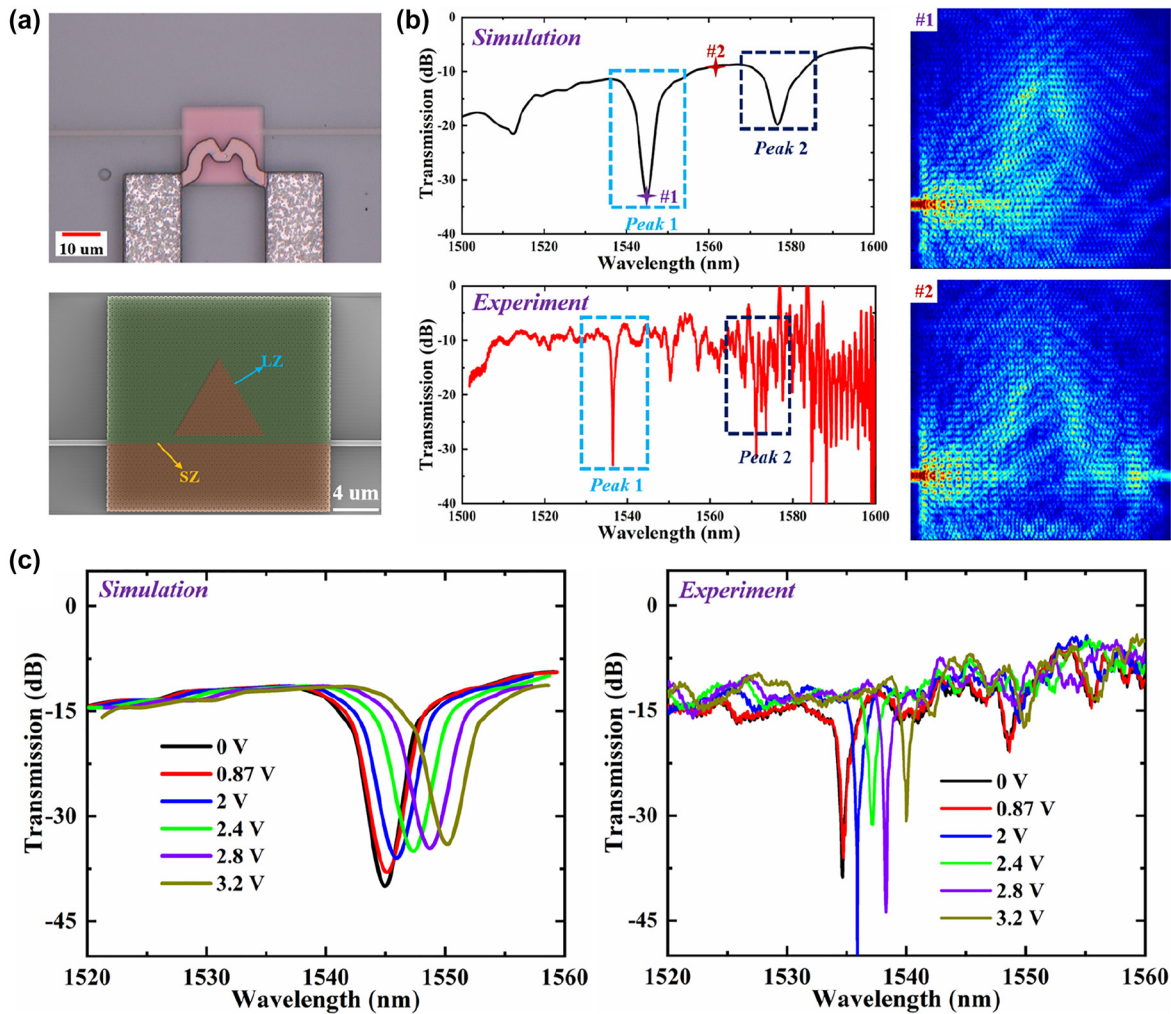 (a)
10 um
LZ
SZ
4 um
(b)
Simulation
Transmission (dB)
0
-10
-20
-30
-40
#2
#1
Peak 1
Peak 2
1500 1520 1540 1560 1580 1600
Wavelength (nm)
Experiment
Transmission (dB)
0
-10
-20
-30
-40
Peak 1
Peak 2
1500 1520 1540 1560 1580 1600
Wavelength (nm)
#1
#2
(c)
Simulation
Transmission (dB)
0
-15
-30
-45
0 V
0.87 V
2 V
2.4 V
2.8 V
3.2 V
1520 1530 1540 1550 1560
Wavelength (nm)
Experiment
Transmission (dB)
0
-15
-30
-45
0 V
0.87 V
2 V
2.4 V
2.8 V
3.2 V
1520 1530 1540 1550 1560
Wavelength (nm)